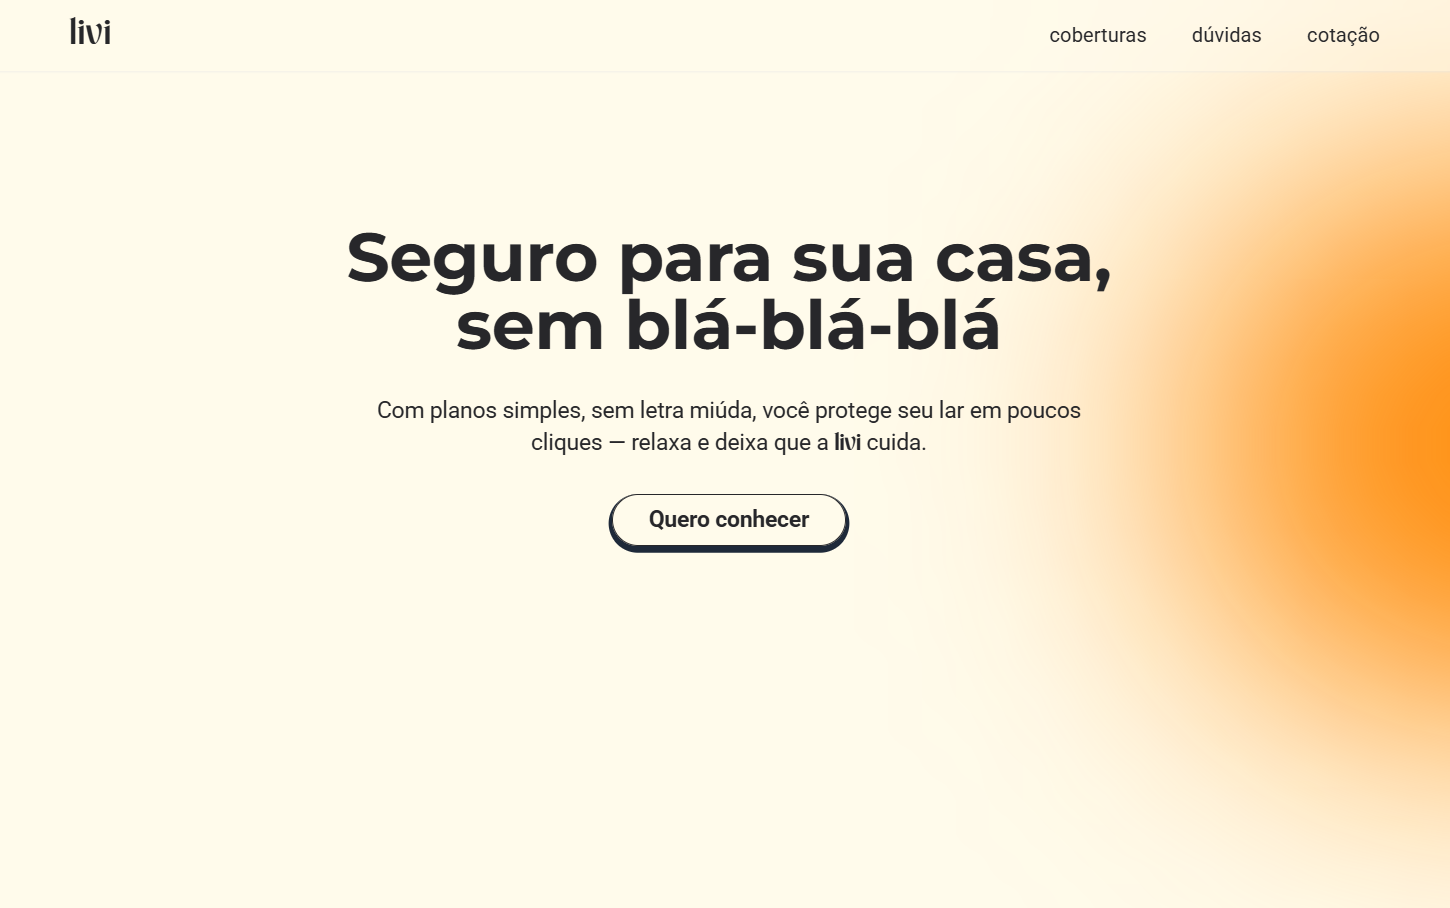 livi
coberturas dúvidas cotação
Seguro para sua casa,
sem blá-blá-blá
Com planos simples, sem letra miúda, você protege seu lar em poucos
cliques — relaxa e deixa que a livi cuida.
Quero conhecer